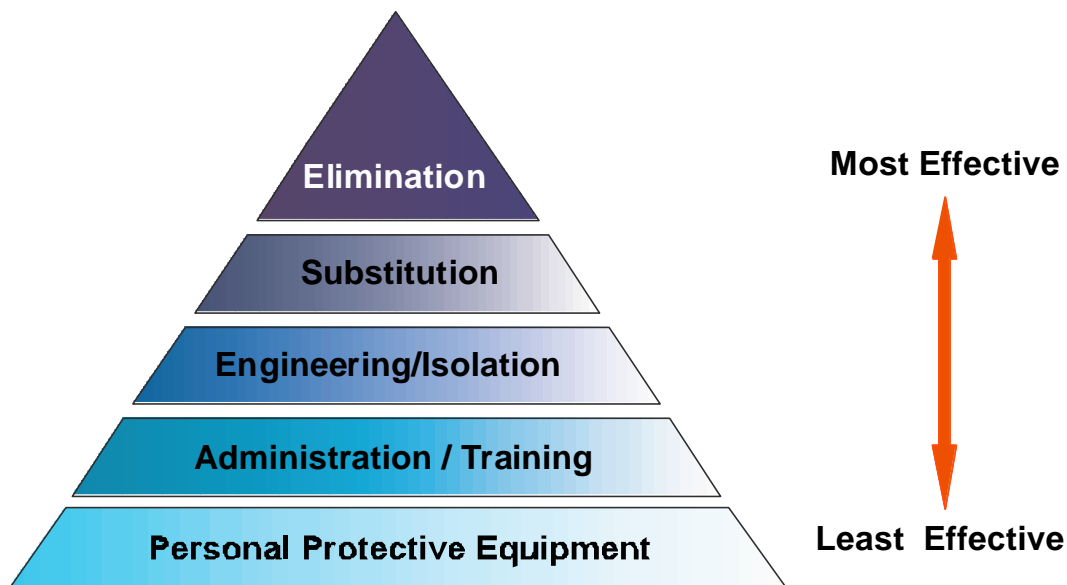 Elimination
Most Effective
Substitution
Engineering/Isolation
Administration / Training
Personal Protective Equipment
Least Effective